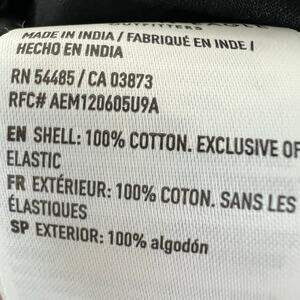 OUTFITTERS
MADE IN INDIA / FABRIQUÉ EN INDE /
HECHO EN INDIA
RN 54485 / CA 03873
RFC# AEM120605U9A
EN SHELL: 100% COTTON. EXCLUSIVE OF
ELASTIC
FR EXTÉRIEUR: 100% COTON. SANS LES
ÉLASTIQUES
SP EXTERIOR: 100% algodón